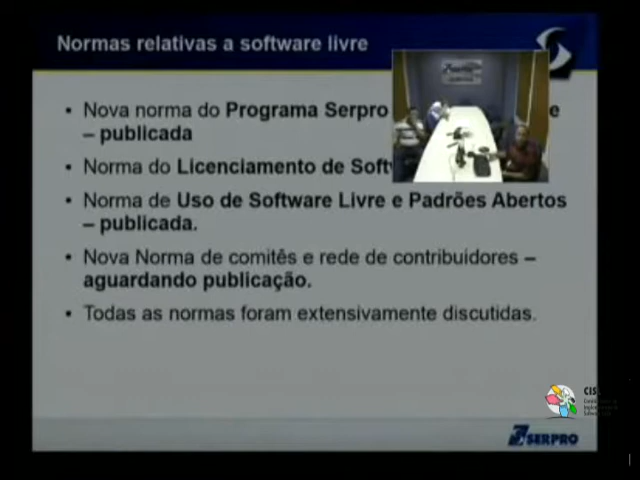 Normas relativas a software livre
• Nova norma do Programa Serpro e
– publicada
• Norma do Licenciamento de Soft
• Norma de Uso de Software Livre e Padrões Abertos
– publicada.
• Nova Norma de comitês e rede de contribuidores –
aguardando publicação.
• Todas as normas foram extensivamente discutidas.
CIS
SERPRO